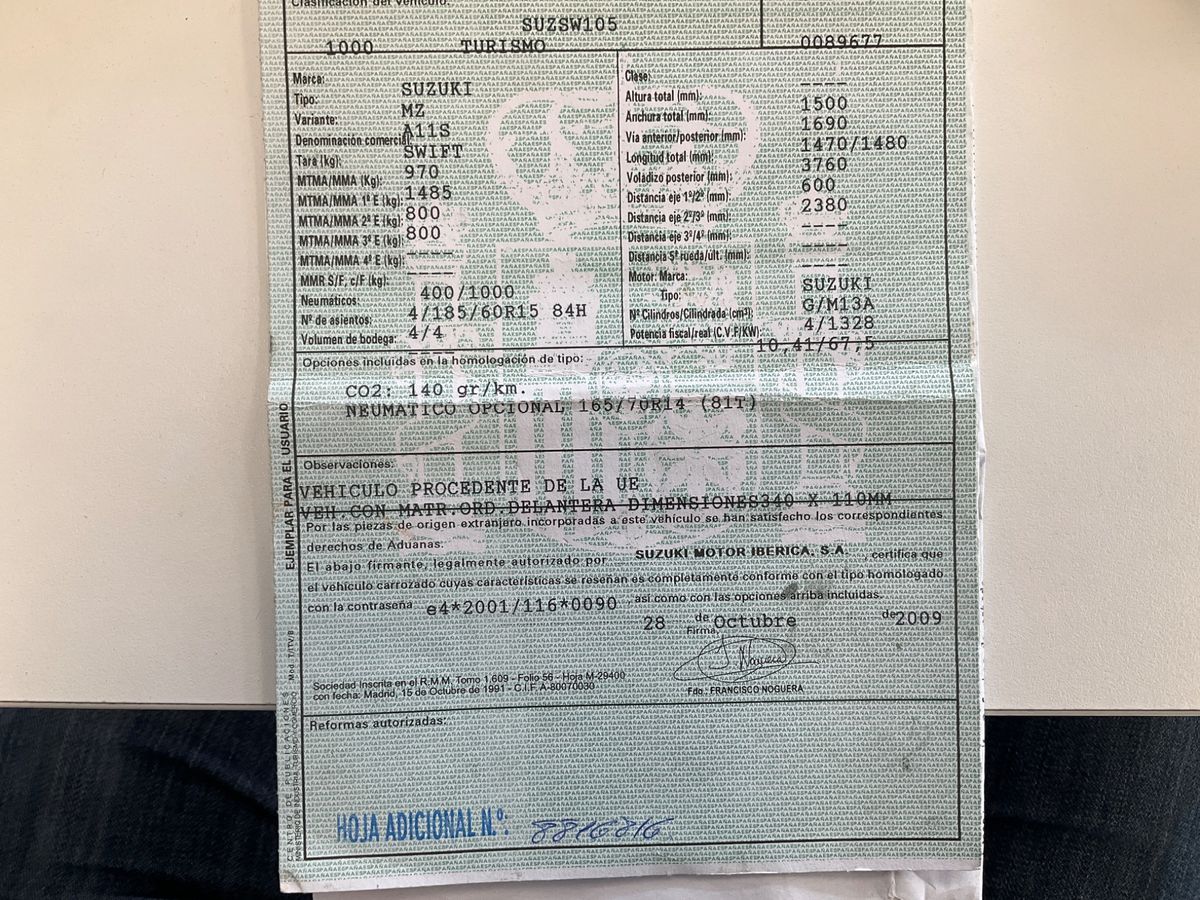 Clasificación del vehículo:
SUZSW105
1000 TURISMO 0089677
Marca: SUZUKI
Tipo: MZ
Variante: A11S
Denominación comercial: SWIFT
Tara (kg): 970
MTMA/MMA (Kg): 1485
MTMA/MMA 1º E (kg): 800
MTMA/MMA 2º E (kg): 800
MTMA/MMA 3º E (kg): ----
MTMA/MMA 4º E (kg): ----
MMR S/F, c/F (kg): 400/1000
Neumáticos: 4/185/60R15 84H
Nº de asientos: 4/4
Volumen de bodega:
Clase: ----
Altura total (mm): 1500
Anchura total (mm): 1690
Via anterior/posterior (mm): 1470/1480
Longitud total (mm): 3760
Voladizo posterior (mm): 600
Distancia eje 1º/2º (mm): 2380
Distancia eje 2º/3º (mm): ----
Distancia eje 3º/4º (mm): ----
Distancia 5ª rueda/últ. (mm): ----
Motor: Marca: SUZUKI
Tipo: G/M13A
Nº Cilindros/Cilindrada (cm³): 4/1328
Potencia fiscal/real (C.V.F/KW): 10,41/67,5
Opciones incluidas en la homologación de tipo:
CO2: 140 gr/km.
NEUMATICO OPCIONAL 165/70R14 (81T)
Observaciones:
VEHICULO PROCEDENTE DE LA UE
VEH.CON MATR.ORD.DELANTERA DIMENSIONES340 X 110MM
Por las piezas de origen extranjero incorporadas a este vehículo se han satisfecho los correspondientes
derechos de Aduanas:
El abajo firmante, legalmente autorizado por SUZUKI MOTOR IBERICA, S.A. , certifica que
el vehículo carrozado cuyas características se reseñan es completamente conforme con el tipo homologado
con la contraseña e4*2001/116*0090 así como con las opciones arriba incluidas.
28 de Octubre de 2009
Firma,
J. Noguera
Fdo.: FRANCISCO NOGUERA
Sociedad Inscrita en el R.M.M. Tomo 1.609 - Folio 56 - Hoja M-29400
con fecha: Madrid, 15 de Octubre de 1991 - C.I.F. A-80070030
Reformas autorizadas:
HOJA ADICIONAL N.º: 8816816
EJEMPLAR PARA EL USUARIO
CENTRO DE PUBLICACIONES